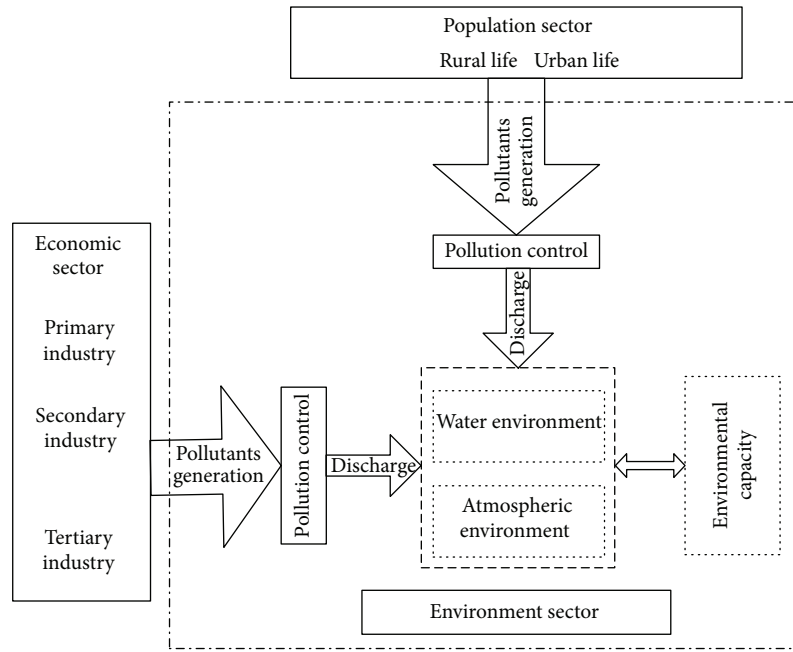 Population sector
Rural life Urban life
Pollutants
generation
Pollution control
Discharge
Economic
sector
Primary
industry
Secondary
industry
Tertiary
industry
Pollutants
generation
Pollution control
Discharge
Water environment
Atmospheric
environment
Environmental
capacity
Environment sector